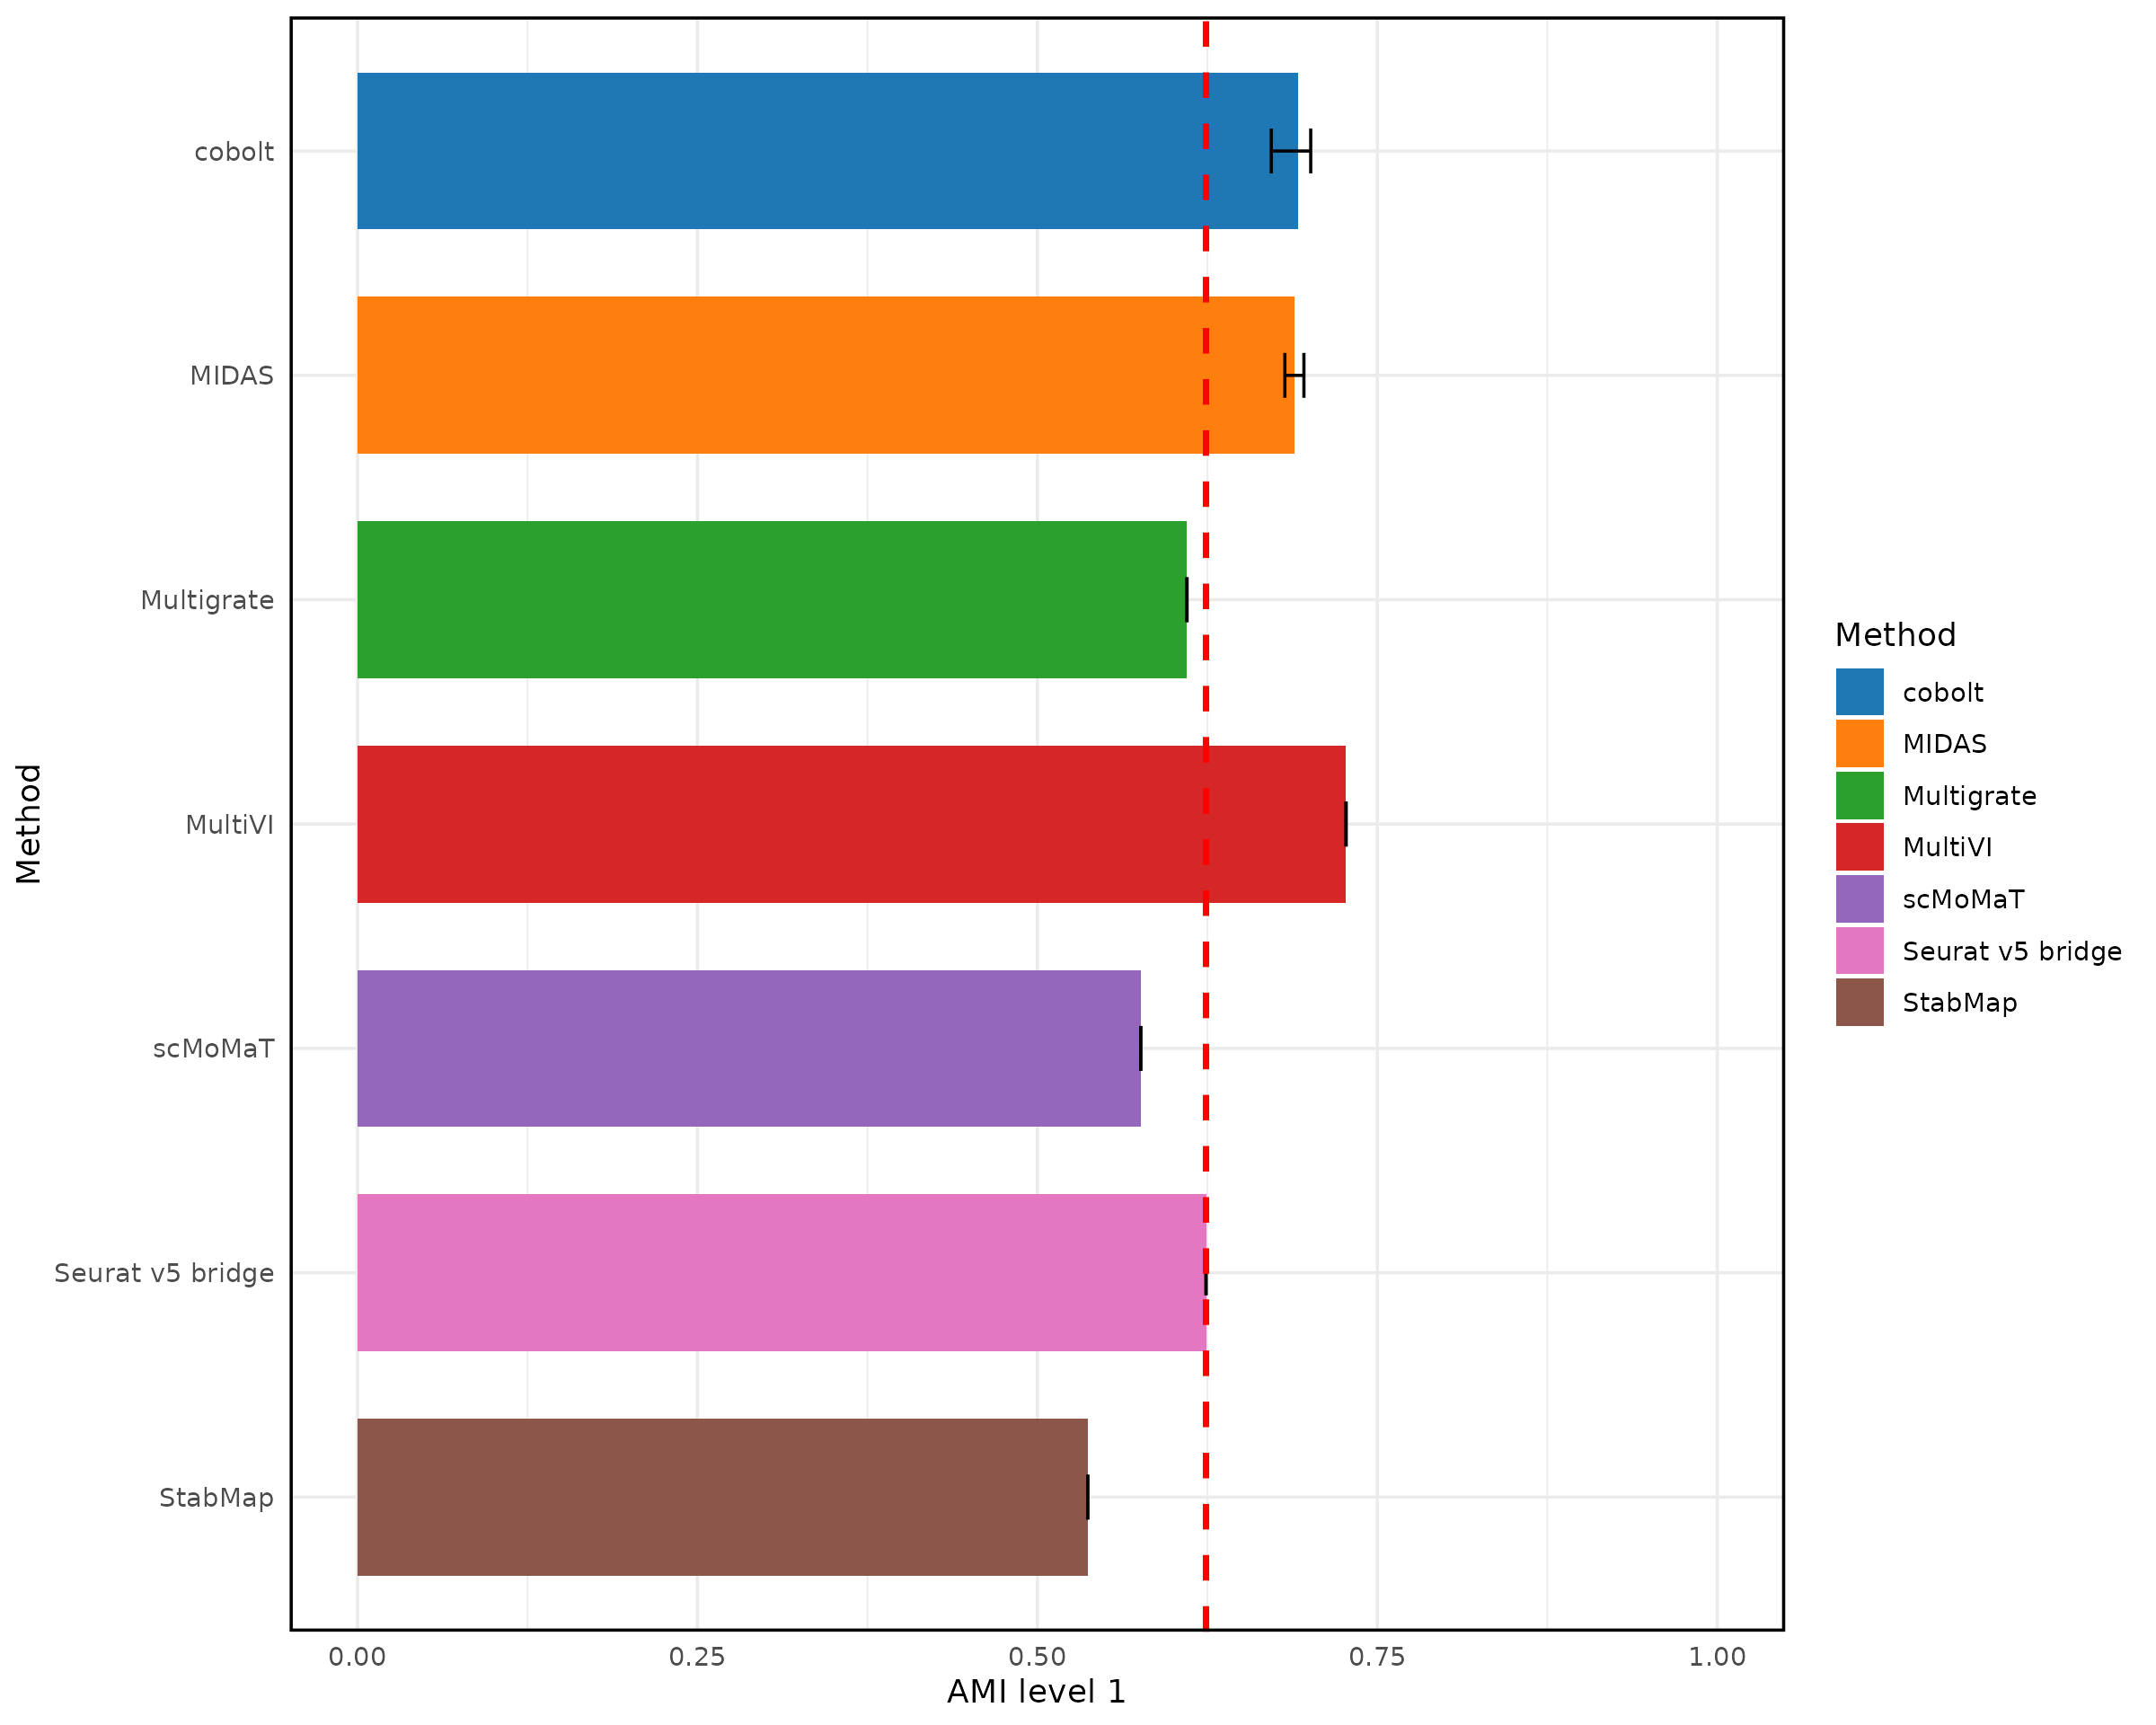 cobolt
MIDAS
Multigrate
MultiVI
scMoMaT
Seurat v5 bridge
StabMap
Method
0.00 0.25 0.50 0.75 1.00
AMI level 1
Method
cobolt
MIDAS
Multigrate
MultiVI
scMoMaT
Seurat v5 bridge
StabMap